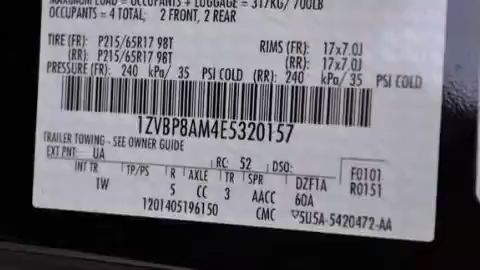 MAXIMUM LOAD = OCCUPANTS + LUGGAGE = 317KG/ 700LB
OCCUPANTS = 4 TOTAL; 2 FRONT, 2 REAR
TIRE (FR): P215/65R17 98T RIMS (FR): 17x7.0J
(RR): P215/65R17 98T (RR): 17x7.0J
PRESSURE (FR): 240 kPa/ 35 PSI COLD (RR): 240 kPa/ 35 PSI COLD
1ZVBP8AM4E5320157
TRAILER TOWING - SEE OWNER GUIDE
EXT PNT: UA RC: 52 DSO: F0101
INT TR TP/PS R AXLE TR SPR DZF1A R0151
1W 5 CC 3 AACC 60A
1201405196150 CMC 5U5A-5420472-AA